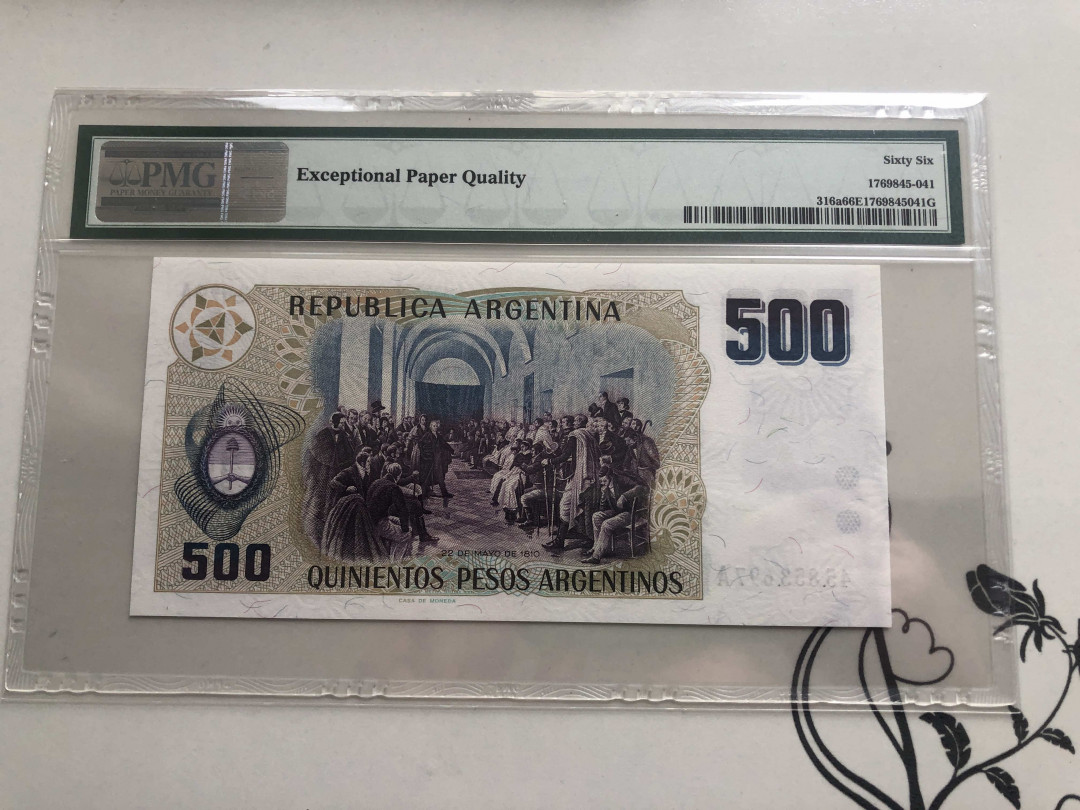 PMG
PAPER MONEY GUARANTY
Exceptional Paper Quality
Sixty Six
1769845-041
316a66E1769845041G
REPUBLICA ARGENTINA
500
22 DE MAYO DE 1810
500
QUINIENTOS PESOS ARGENTINOS
CASA DE MONEDA